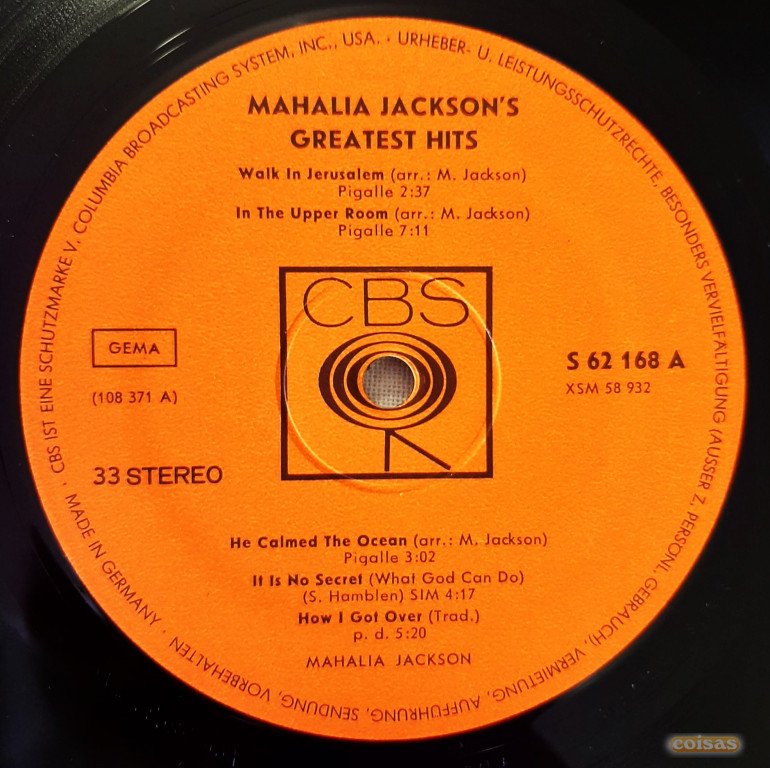 MAHALIA JACKSON'S
GREATEST HITS
Walk In Jerusalem (arr.: M. Jackson)
Pigalle 2:37
In The Upper Room (arr.: M. Jackson)
Pigalle 7:11
CBS
GEMA
(108 371 A)
33 STEREO
S 62 168 A
XSM 58 932
He Calmed The Ocean (arr.: M. Jackson)
Pigalle 3:02
It Is No Secret (What God Can Do)
(S. Hamblen) SIM 4:17
How I Got Over (Trad.)
p. d. 5:20
MAHALIA JACKSON
· CBS IST EINE SCHUTZMARKE V. COLUMBIA BROADCASTING SYSTEM, INC., USA. · URHEBER- U. LEISTUNGSSCHUTZRECHTE, BESONDERS VERVIELFÄLTIGUNG (AUSSER Z. PERSÖNL. GEBRAUCH), VERMIETUNG, AUFFÜHRUNG, SENDUNG, VORBEHALTEN · MADE IN GERMANY
coisas